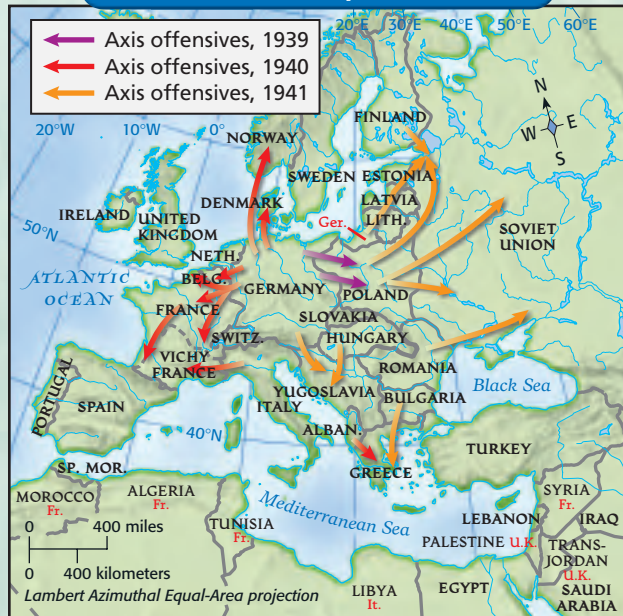 20°E
30°E
50°E
60°E
Axis offensives, 1939
Axis offensives, 1940
Axis offensives, 1941
N
W
E
S
20°W
10°W
0°
50°N
40°N
FINLAND
NORWAY
SWEDEN
ESTONIA
LATVIA
LITH.
Ger.
DENMARK
IRELAND
UNITED
KINGDOM
SOVIET
UNION
NETH.
BELG.
GERMANY
POLAND
ATLANTIC
OCEAN
FRANCE
SLOVAKIA
SWITZ.
HUNGARY
VICHY
FRANCE
ROMANIA
Black Sea
PORTUGAL
SPAIN
ITALY
YUGOSLAVIA
BULGARIA
ALBAN.
GREECE
TURKEY
SP. MOR.
MOROCCO
Fr.
ALGERIA
Fr.
TUNISIA
Fr.
Mediterranean Sea
SYRIA
Fr.
LEBANON
IRAQ
PALESTINE U.K.
TRANS-
JORDAN
U.K.
SAUDI
ARABIA
EGYPT
LIBYA
It.
0 400 miles
0 400 kilometers
Lambert Azimuthal Equal-Area projection